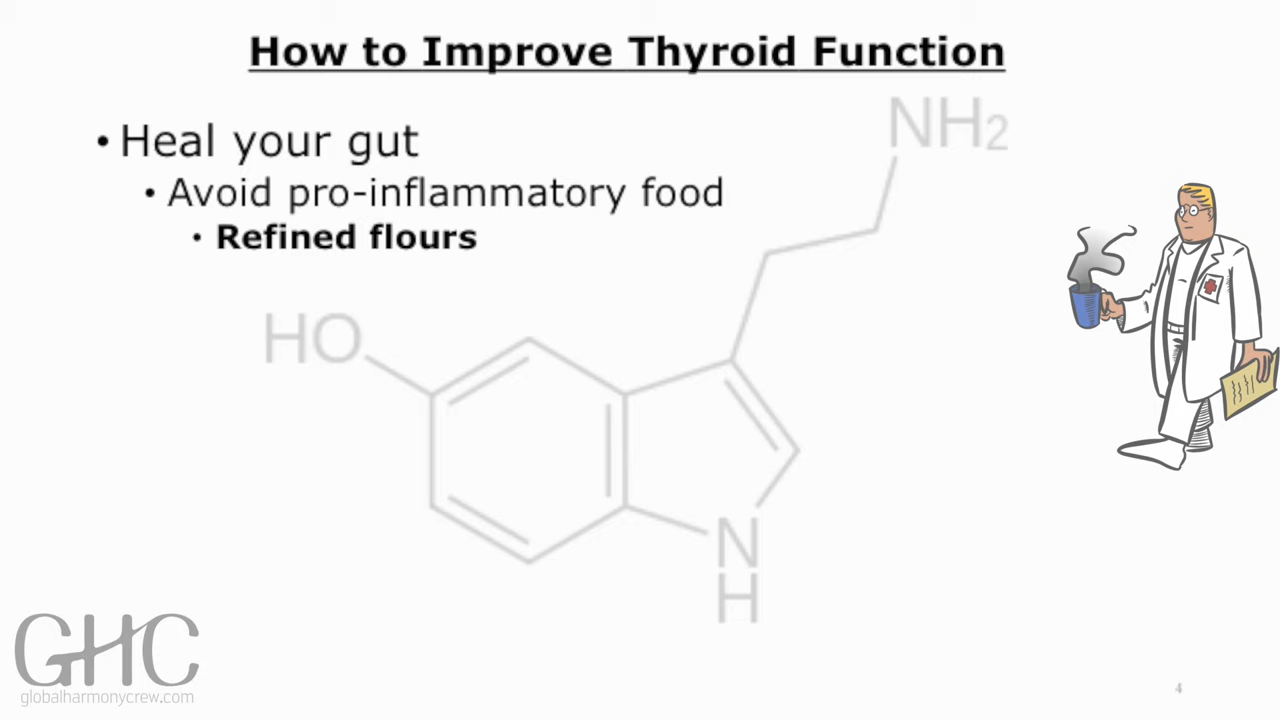 How to Improve Thyroid Function
• Heal your gut
• Avoid pro-inflammatory food
• Refined flours
NH2
HO
N
H
GHC
globalharmonycrew.com
4